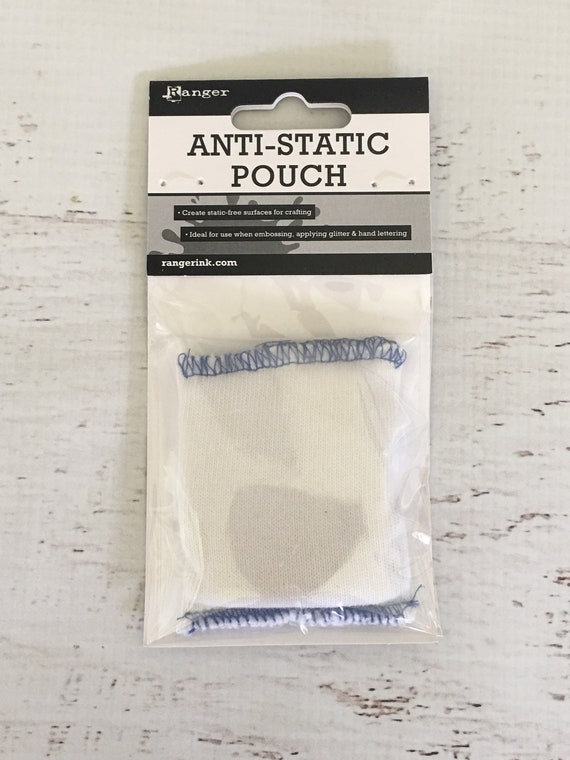 Ranger
ANTI-STATIC
POUCH
• Create static-free surfaces for crafting
• Ideal for use when embossing, applying glitter & hand lettering
rangerink.com